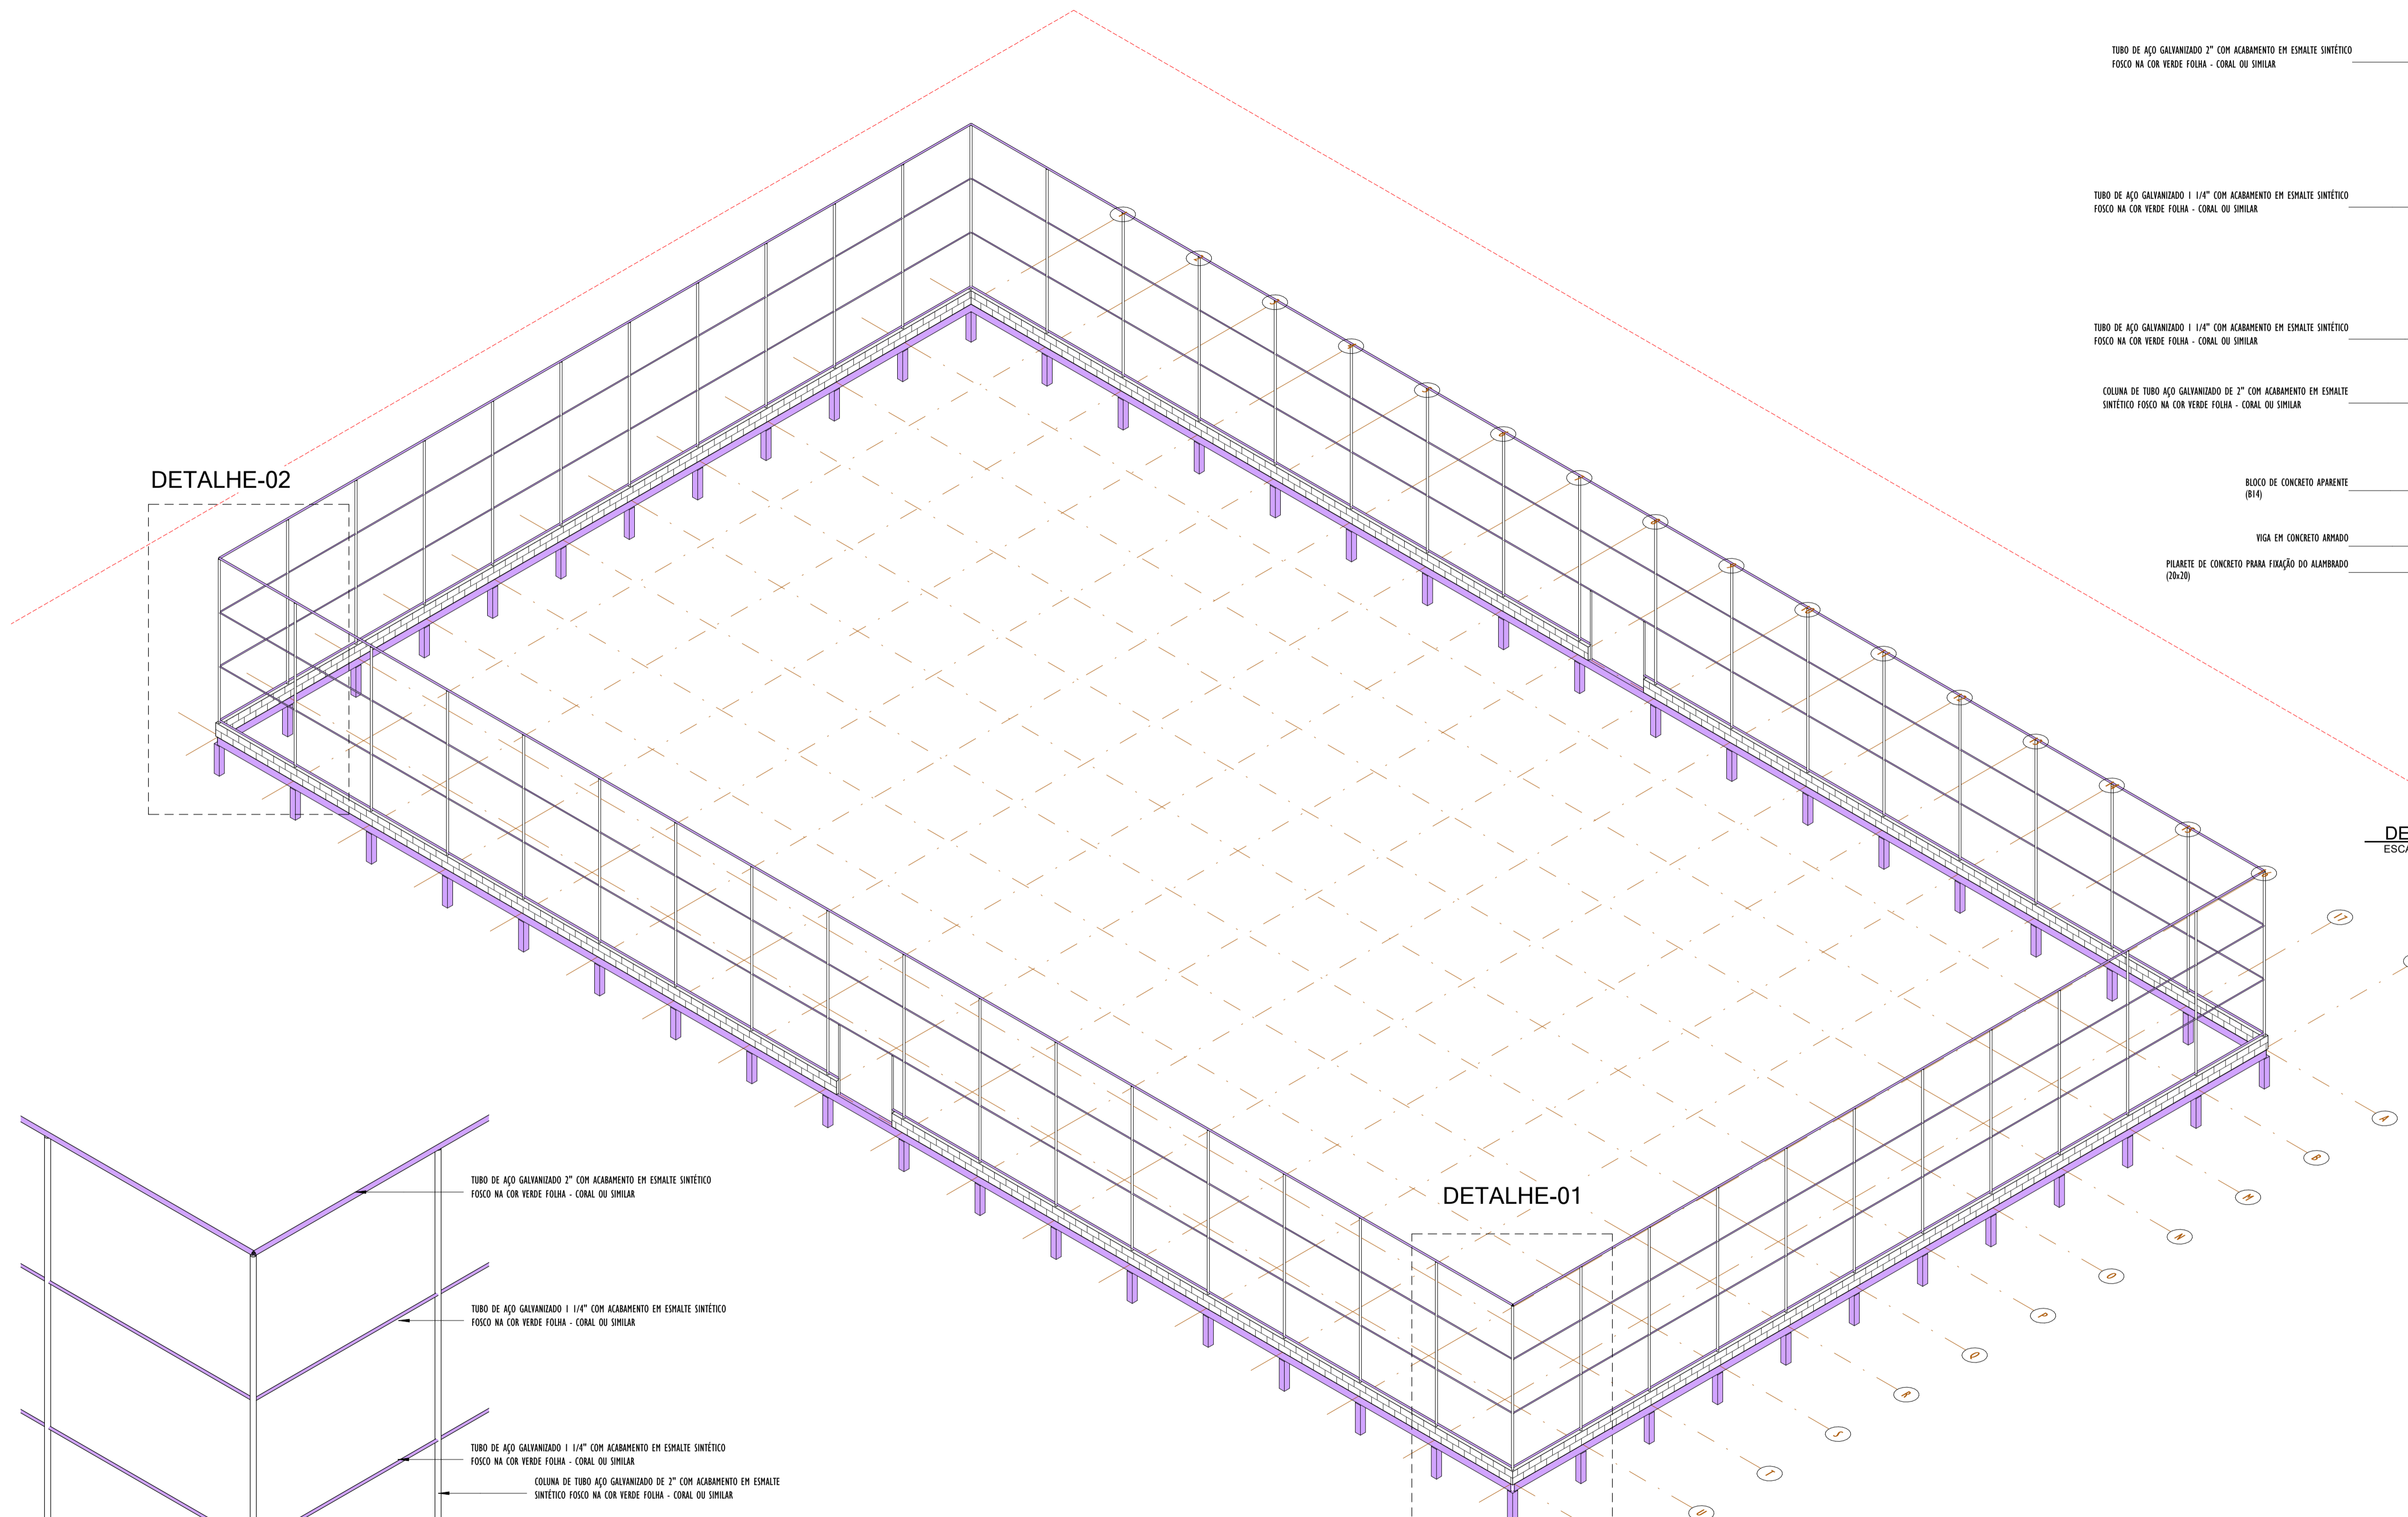 TUBO DE AÇO GALVANIZADO 2" COM ACABAMENTO EM ESMALTE SINTÉTICO
FOSCO NA COR VERDE FOLHA - CORAL OU SIMILAR
TUBO DE AÇO GALVANIZADO 1 1/4" COM ACABAMENTO EM ESMALTE SINTÉTICO
FOSCO NA COR VERDE FOLHA - CORAL OU SIMILAR
TUBO DE AÇO GALVANIZADO 1 1/4" COM ACABAMENTO EM ESMALTE SINTÉTICO
FOSCO NA COR VERDE FOLHA - CORAL OU SIMILAR
COLUNA DE TUBO AÇO GALVANIZADO DE 2" COM ACABAMENTO EM ESMALTE
SINTÉTICO FOSCO NA COR VERDE FOLHA - CORAL OU SIMILAR
BLOCO DE CONCRETO APARENTE
(B14)
VIGA EM CONCRETO ARMADO
PILARETE DE CONCRETO PRARA FIXAÇÃO DO ALAMBRADO
(20x20)
DETALHE-02
DE
ESCA
17
A
B
M
N
O
P
Q
R
S
T
U
DETALHE-01
TUBO DE AÇO GALVANIZADO 2" COM ACABAMENTO EM ESMALTE SINTÉTICO
FOSCO NA COR VERDE FOLHA - CORAL OU SIMILAR
TUBO DE AÇO GALVANIZADO 1 1/4" COM ACABAMENTO EM ESMALTE SINTÉTICO
FOSCO NA COR VERDE FOLHA - CORAL OU SIMILAR
TUBO DE AÇO GALVANIZADO 1 1/4" COM ACABAMENTO EM ESMALTE SINTÉTICO
FOSCO NA COR VERDE FOLHA - CORAL OU SIMILAR
COLUNA DE TUBO AÇO GALVANIZADO DE 2" COM ACABAMENTO EM ESMALTE
SINTÉTICO FOSCO NA COR VERDE FOLHA - CORAL OU SIMILAR